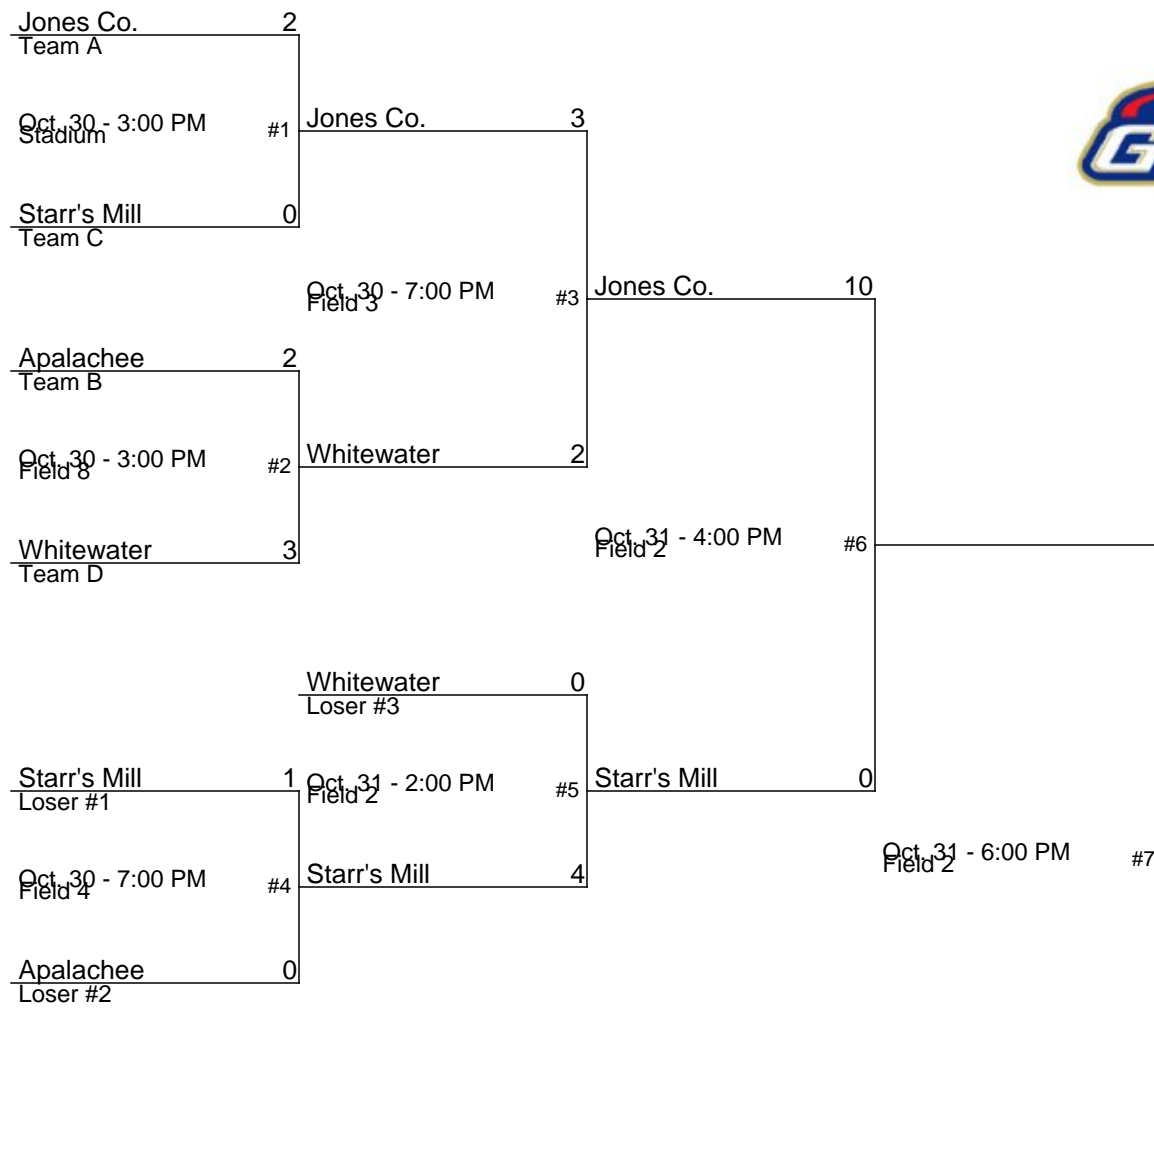 Jones Co. 2
Team A
Oct. 30 - 3:00 PM #1
Stadium
Starr's Mill 0
Team C
Jones Co. 3
Oct. 30 - 7:00 PM #3
Field 3
Apalachee 2
Team B
Oct. 30 - 3:00 PM #2
Field 8
Whitewater 3
Team D
Whitewater 2
Jones Co. 10
Oct. 31 - 4:00 PM #6
Field 2
Whitewater 0
Loser #3
Oct. 31 - 2:00 PM #5
Field 2
Starr's Mill 1
Loser #1
Oct. 30 - 7:00 PM #4
Field 4
Apalachee 0
Loser #2
Starr's Mill 4
Starr's Mill 0
Oct. 31 - 6:00 PM #7
Field 2
G